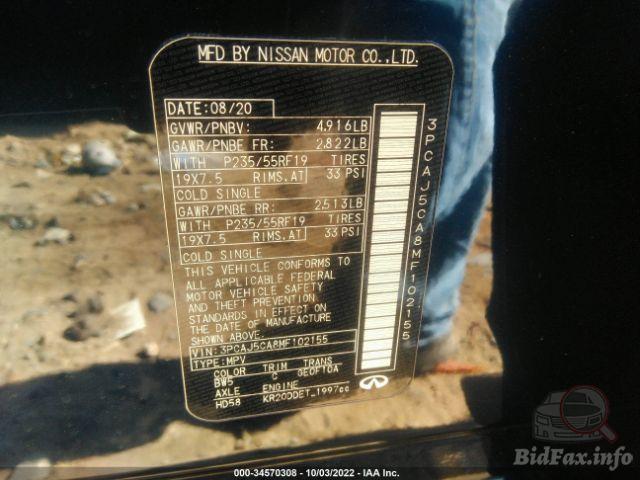 MFD BY NISSAN MOTOR CO.,LTD.
DATE:08/20
GVWR/PNBV: 4,916LB
GAWR/PNBE FR: 2,822LB
WITH P235/55RF19 TIRES
19X7.5 RIMS.AT 33 PSI
COLD SINGLE
GAWR/PNBE RR: 2,513LB
WITH P235/55RF19 TIRES
19X7.5 RIMS.AT 33 PSI
COLD SINGLE
THIS VEHICLE CONFORMS TO
ALL APPLICABLE FEDERAL
MOTOR VEHICLE SAFETY
AND THEFT PREVENTION
STANDARDS IN EFFECT ON
THE DATE OF MANUFACTURE
SHOWN ABOVE.
VIN:3PCAJ5CA8MF102155
TYPE:MPV
COLOR TRIM TRANS
BW5 C GE0F10A
AXLE ENGINE
HD58 KR20DDET 1997cc
3PCAJ5CA8MF102155
000-34570308 - 10/03/2022 - IAA Inc.
BidFax.info